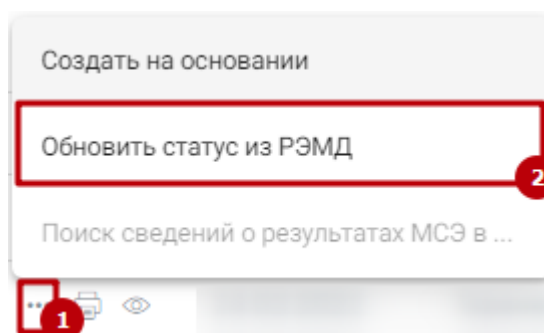 Создать на основании
Обновить статус из РЭМД
2
Поиск сведений о результатах МСЭ в ...
1